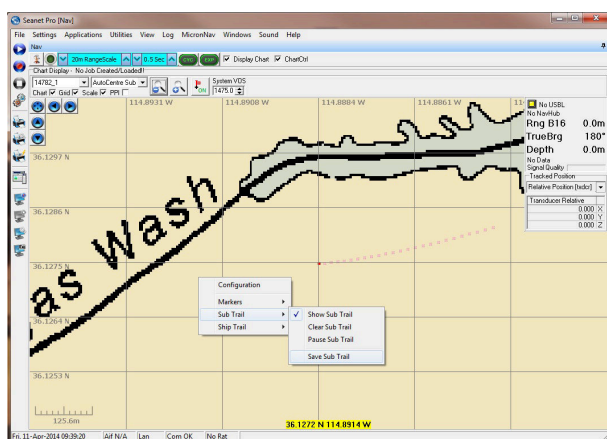 Seanet Pro [Nav]
File Settings Applications Utilities View Log MicronNav Windows Sound Help
Nav
20m RangeScale 0-5 Sec CYC EXP Display Chart ChartCtrl
Chart Display - No Job Created/Loaded!!
14782_1 AutoCentre Sub ON System VOS
1475.0
Chart Grid Scale PPI
114.8931 W 114.8908 W 114.8884 W 114.8861 W 11
No USBL
No NavHub
Rng B16 0.0m
TrueBrg 180°
Depth 0.0m
No Data
Signal Quality
Tracked Position
Relative Position [txdcr]
Transducer Relative
0.000 X
0.000 Y
0.000 Z
36.1297 N
36.1286 N
36.1275 N
36.1264 N
36.1253 N
as Wash
Configuration
Markers
Sub Trail
Ship Trail
Show Sub Trail
Clear Sub Trail
Pause Sub Trail
Save Sub Trail
125.6m
36.1272 N 114.8914 W
Fri, 11-Apr-2014 09:39:20 Aif N/A Lan Com OK No Rat